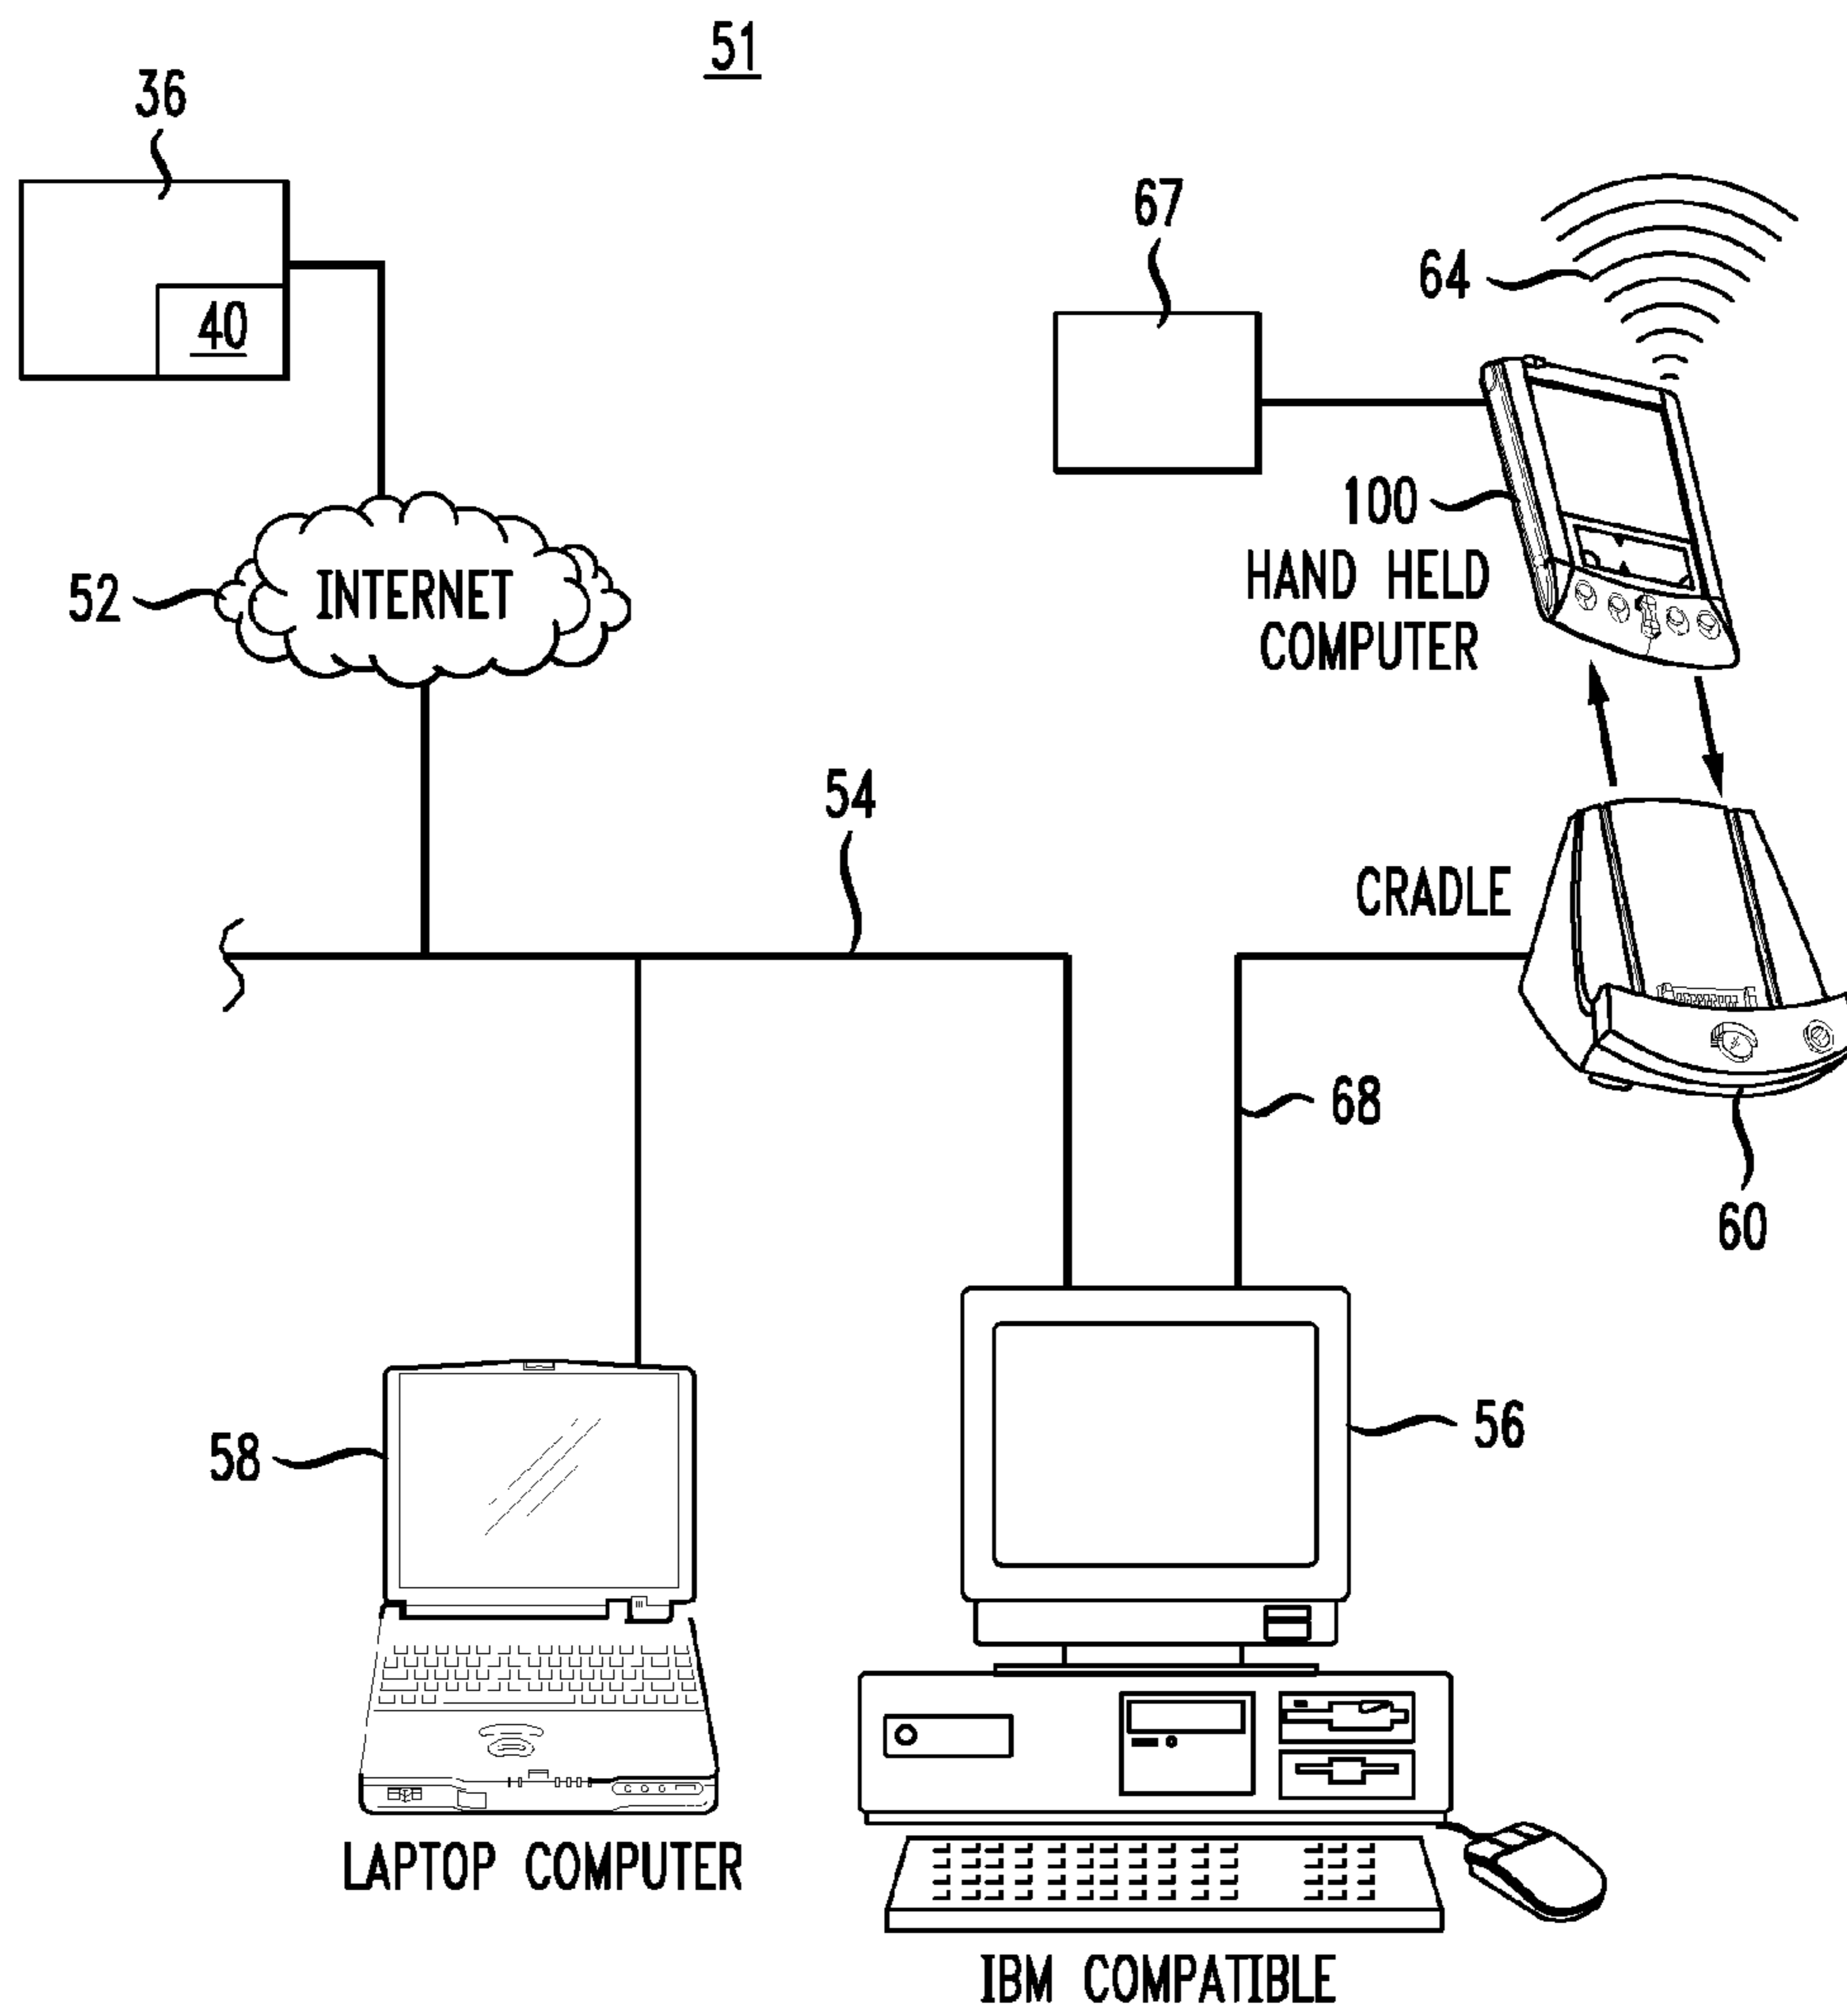 51
36
67
64
40
100
HAND HELD
COMPUTER
52
INTERNET
54
CRADLE
68
60
58
56
LAPTOP COMPUTER
IBM COMPATIBLE